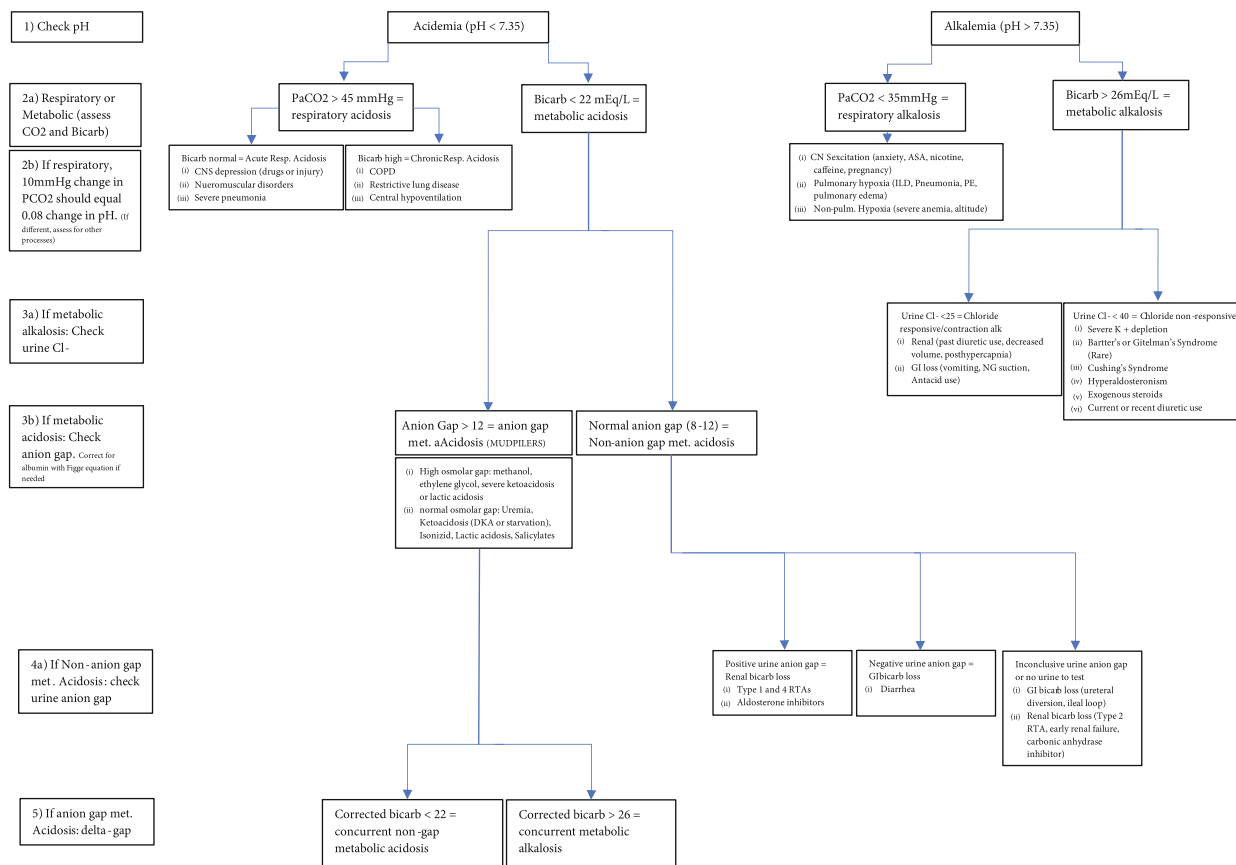 1) Check pH
Acidemia (pH < 7.35)
Alkalemia (pH > 7.35)
2a) Respiratory or
Metabolic (assess
CO2 and Bicarb)
PaCO2 > 45 mmHg =
respiratory acidosis
Bicarb < 22 mEq/L =
metabolic acidosis
PaCO2 < 35mmHg =
respiratory alkalosis
Bicarb > 26mEq/L =
metabolic alkalosis
2b) If respiratory,
10mmHg change in
PCO2 should equal
0.08 change in pH. (If
different, assess for other
processes)
Bicarb normal = Acute Resp. Acidosis
(i) CNS depression (drugs or injury)
(ii) Nueromuscular disorders
(iii) Severe pneumonia
Bicarb high = Chronic Resp. Acidosis
(i) COPD
(ii) Restrictive lung disease
(iii) Central hypoventilation
(i) CN Sexcitation (anxiety, ASA, nicotine,
caffeine, pregnancy)
(ii) Pulmonary hypoxia (ILD, Pneumonia, PE,
pulmonary edema)
(iii) Non-pulm. Hypoxia (severe anemia, altitude)
3a) If metabolic
alkalosis: Check
urine Cl-
Urine Cl- <25 = Chloride
responsive/contraction alk
(i) Renal (past diuretic use, decreased
volume, posthypercapnia)
(ii) GI loss (vomiting, NG suction,
Antacid use)
Urine Cl- < 40 = Chloride non-responsive
(i) Severe K + depletion
(ii) Bartter's or Gitelman's Syndrome
(Rare)
(iii) Cushing's Syndrome
(iv) Hyperaldosteronism
(v) Exogenous steroids
(vi) Current or recent diuretic use
3b) If metabolic
acidosis: Check
anion gap. Correct for
albumin with Figge equation if
needed
Anion Gap > 12 = anion gap
met. aAcidosis (MUDPILERS)
Normal anion gap (8-12) =
Non-anion gap met. acidosis
(i) High osmolar gap: methanol,
ethylene glycol, severe ketoacidosis
or lactic acidosis
(ii) normal osmolar gap: Uremia,
Ketoacidosis (DKA or starvation),
Isonizid, Lactic acidosis, Salicylates
4a) If Non-anion gap
met. Acidosis: check
urine anion gap
Positive urine anion gap =
Renal bicarb loss
(i) Type 1 and 4 RTAs
(ii) Aldosterone inhibitors
Negative urine anion gap =
GIbicarb loss
(i) Diarrhea
Inconclusive urine anion gap
or no urine to test
(i) GI bicarb loss (ureteral
diversion, ileal loop)
(ii) Renal bicarb loss (Type 2
RTA, early renal failure,
carbonic anhydrase
inhibitor)
5) If anion gap met.
Acidosis: delta-gap
Corrected bicarb < 22 =
concurrent non-gap
metabolic acidosis
Corrected bicarb > 26 =
concurrent metabolic
alkalosis